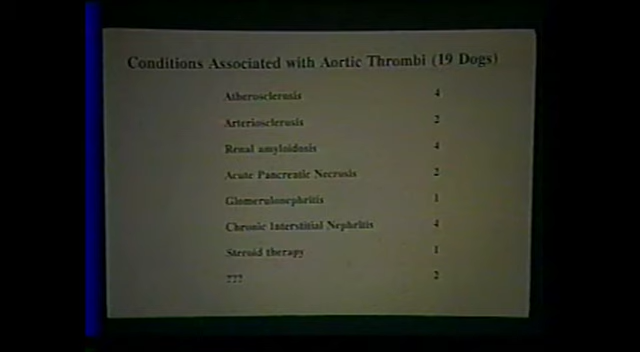 Conditions Associated with Aortic Thrombi (19 Dogs)
Atherosclerosis 4
Arteriosclerosis 2
Renal amyloidosis 4
Acute Pancreatic Necrosis 2
Glomerulonephritis 1
Chronic Interstitial Nephritis 4
Steroid therapy 1
??? 2